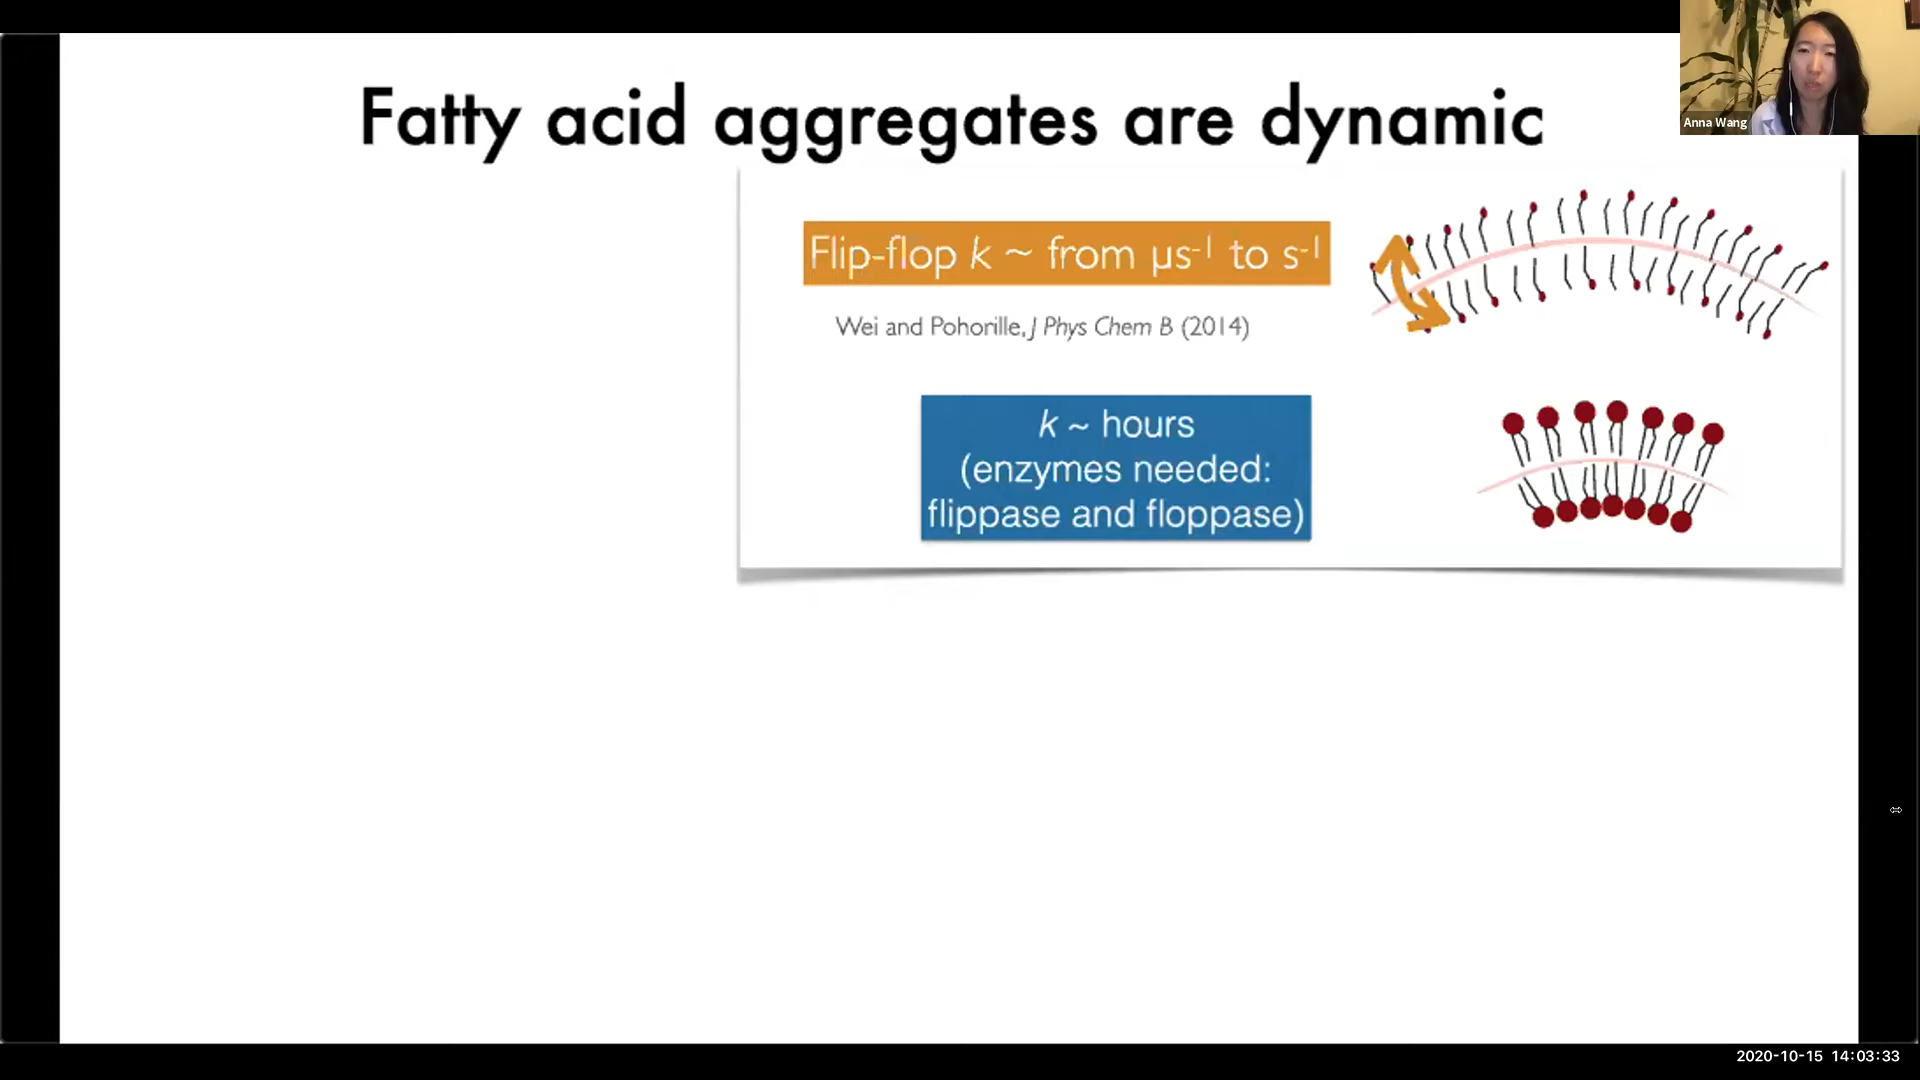 Fatty acid aggregates are dynamic
Anna Wang
Flip-flop k ~ from µs⁻¹ to s⁻¹
Wei and Pohorille, J Phys Chem B (2014)
k ~ hours
(enzymes needed:
flippase and floppase)
2020-10-15 14:03:33